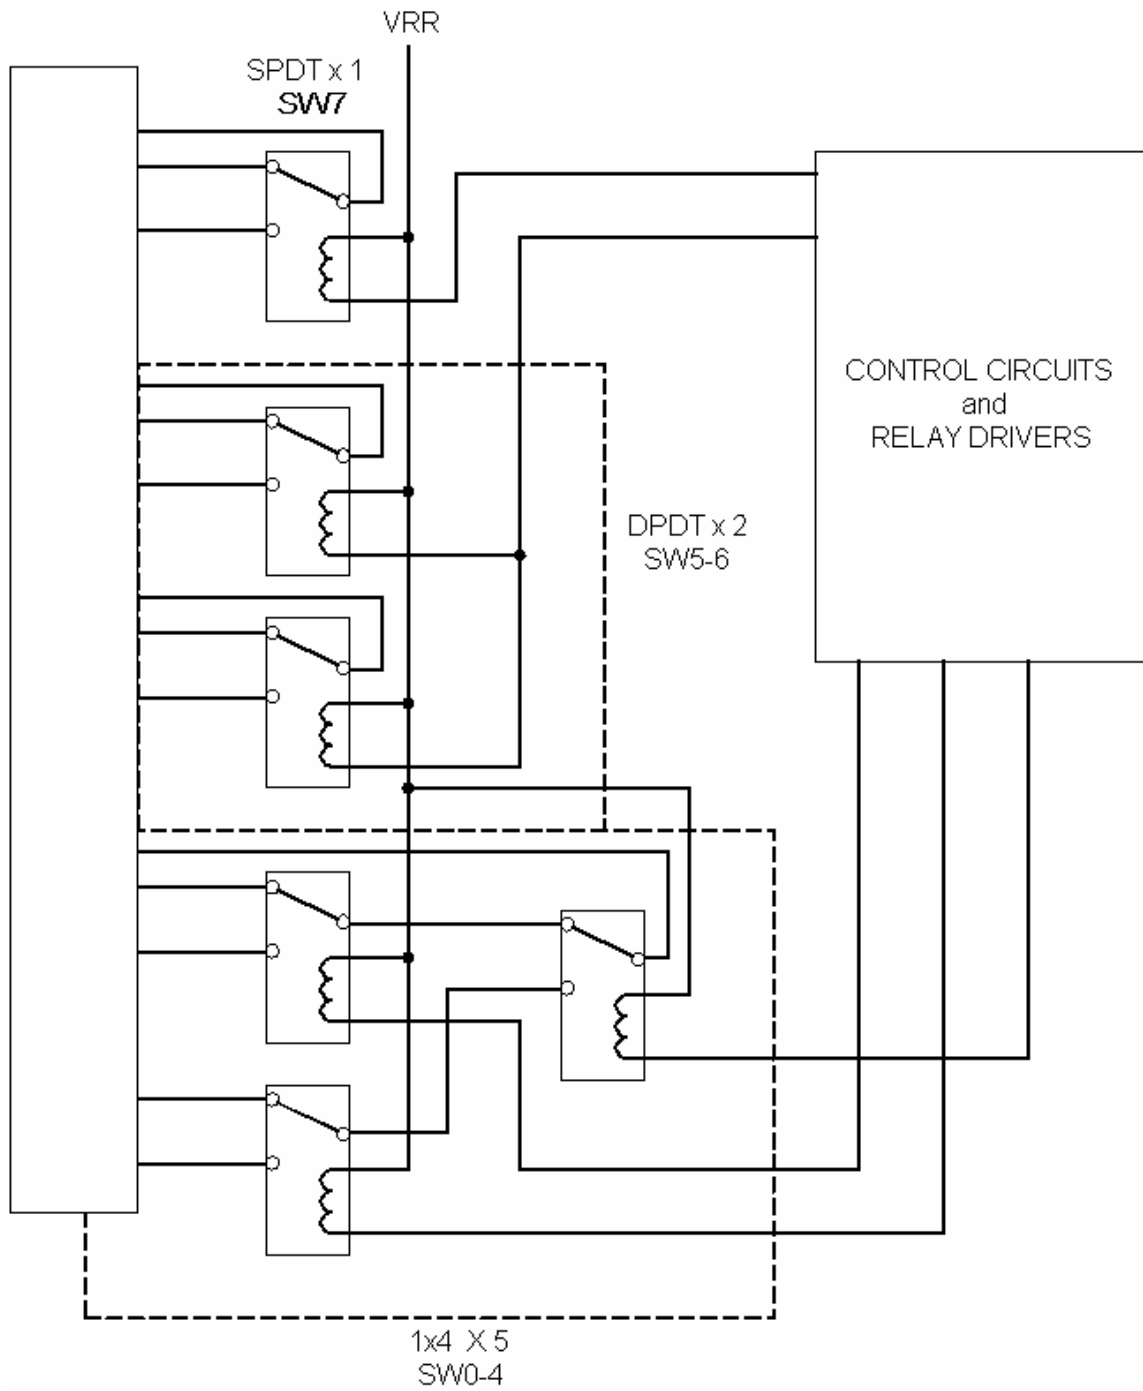 VRR
SPDT x 1
SW7
CONTROL CIRCUITS
and
RELAY DRIVERS
DPDT x 2
SW5-6
1x4 X 5
SW0-4